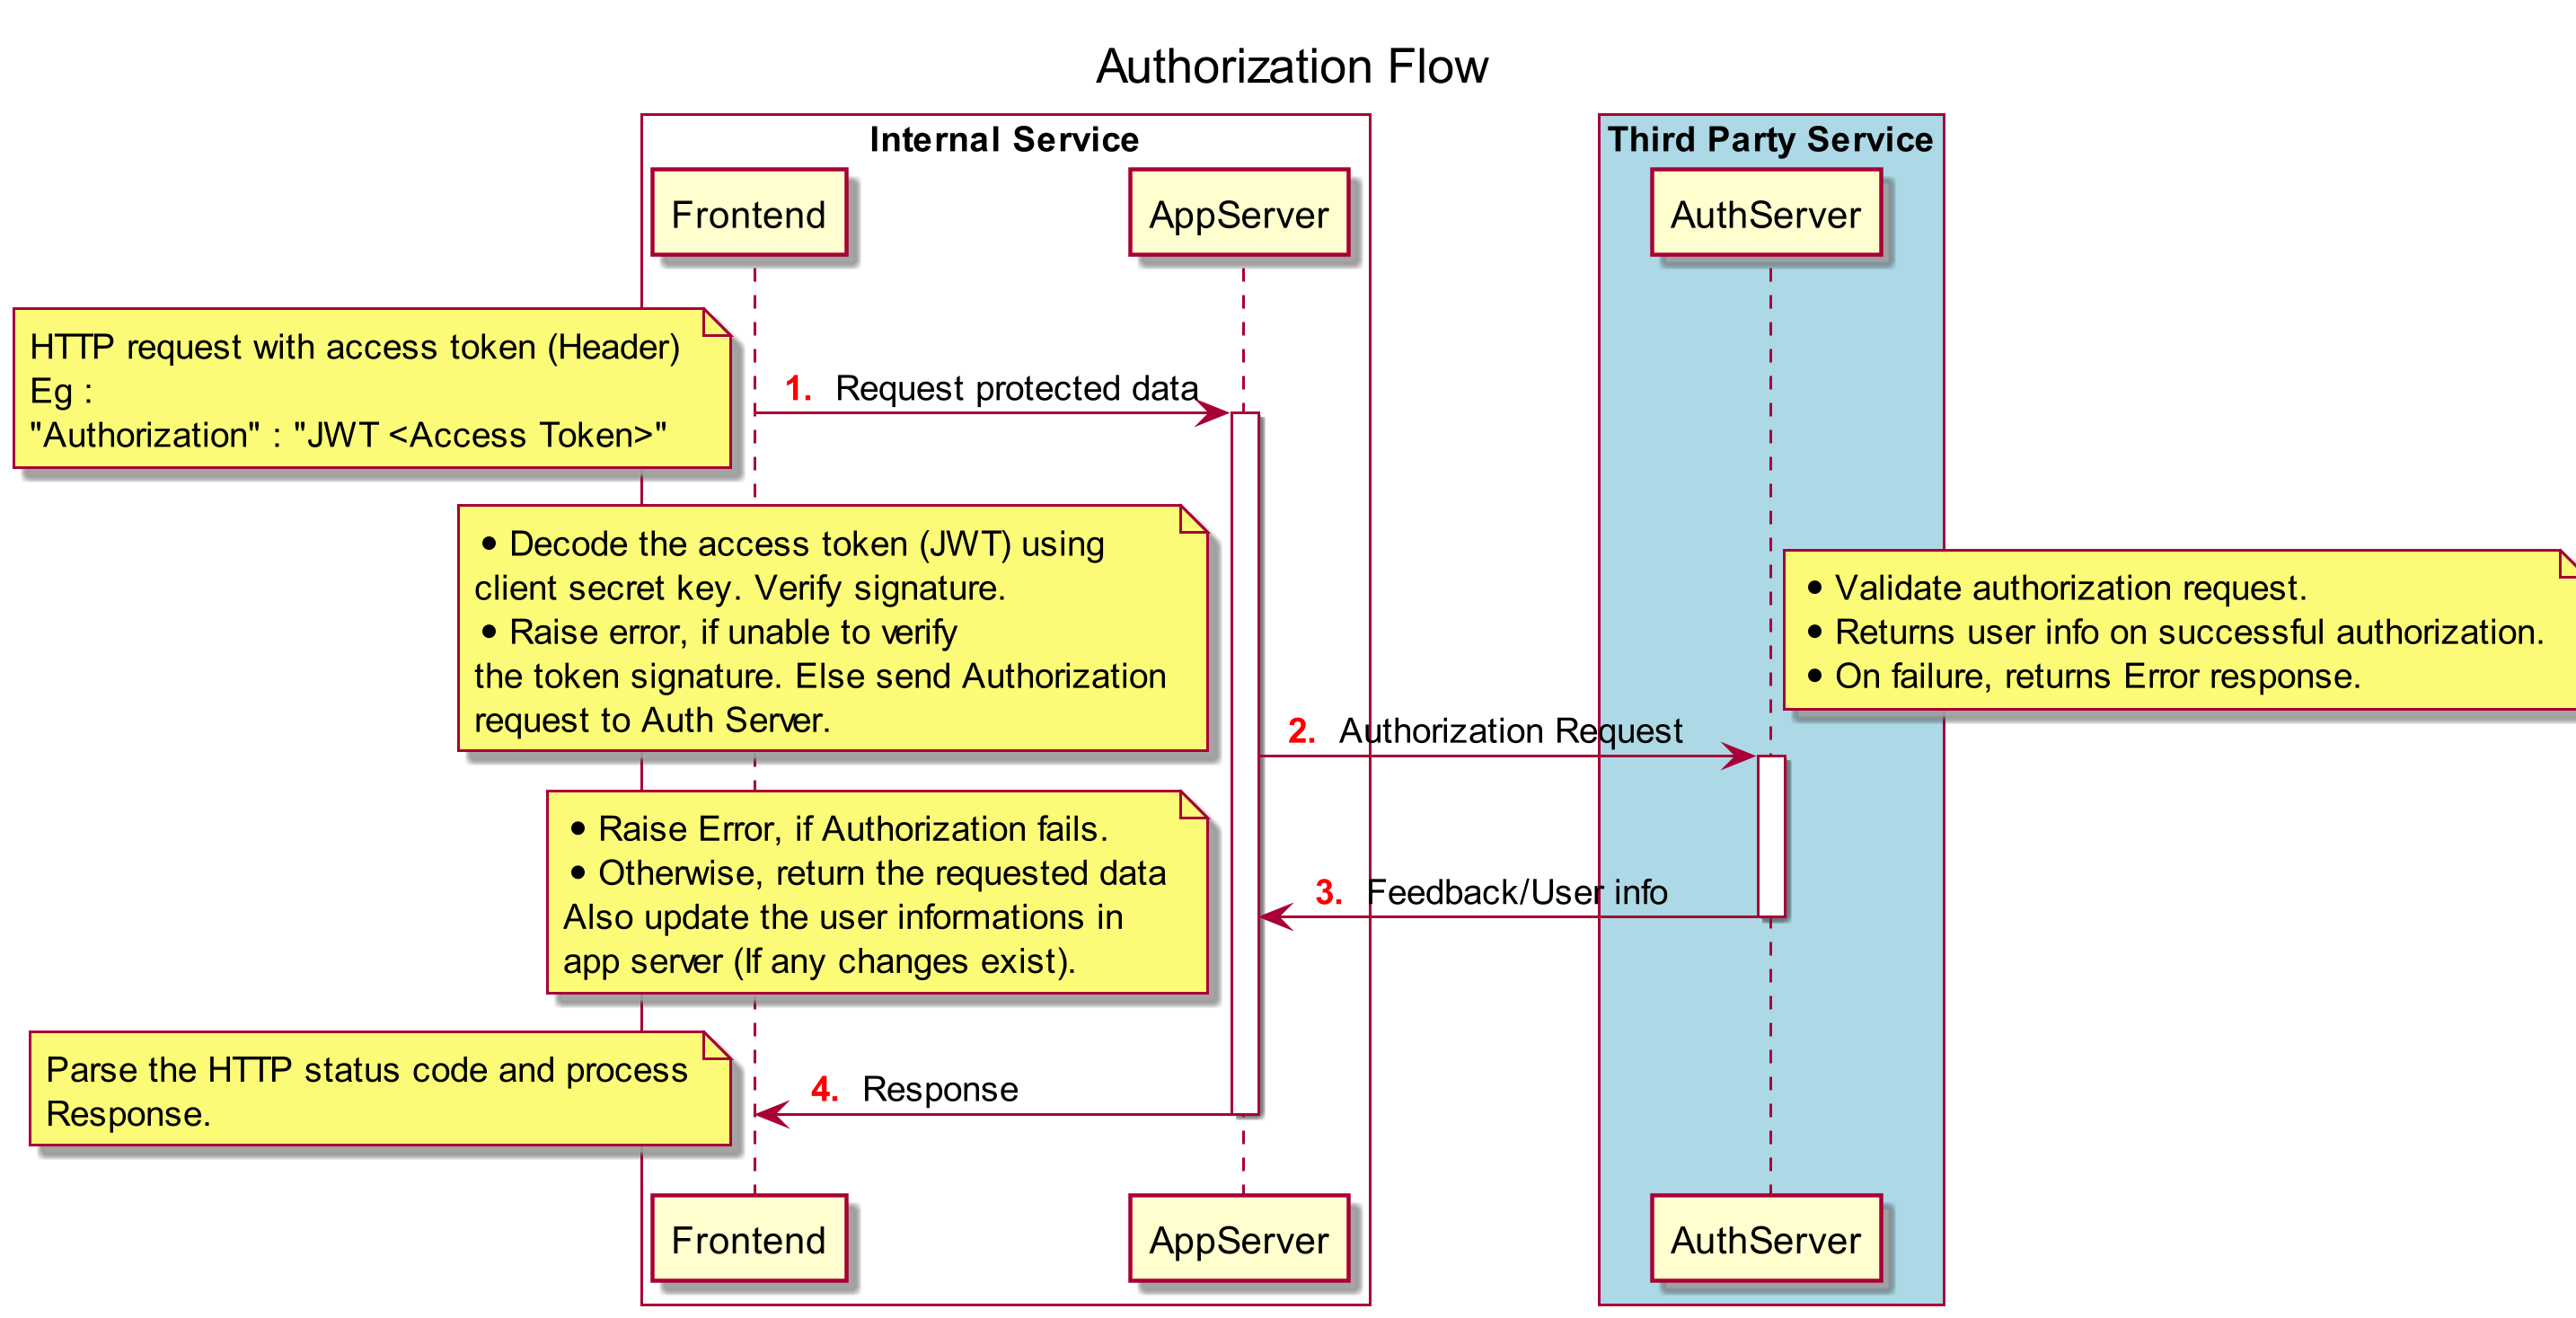 Authorization Flow
Internal Service
Third Party Service
Frontend
AppServer
AuthServer
HTTP request with access token (Header)
Eg :
"Authorization" : "JWT <Access Token>"
1. Request protected data
• Decode the access token (JWT) using
client secret key. Verify signature.
• Raise error, if unable to verify
the token signature. Else send Authorization
request to Auth Server.
• Validate authorization request.
• Returns user info on successful authorization.
• On failure, returns Error response.
2. Authorization Request
• Raise Error, if Authorization fails.
• Otherwise, return the requested data
Also update the user informations in
app server (If any changes exist).
3. Feedback/User info
Parse the HTTP status code and process
Response.
4. Response
Frontend
AppServer
AuthServer